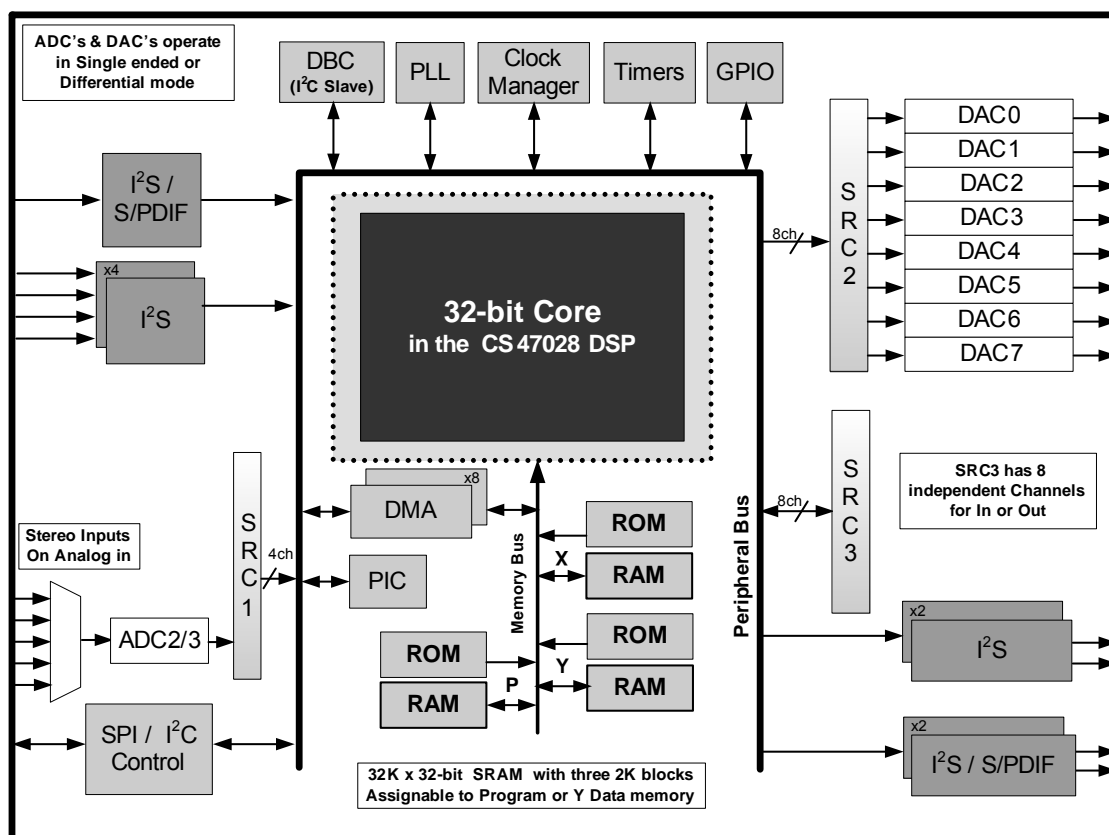 ADC's & DAC's operate
in Single ended or
Differential mode
DBC
(I²C Slave)
PLL
Clock
Manager
Timers
GPIO
I²S /
S/PDIF
x4
I²S
32-bit Core
in the CS47028 DSP
8ch
SRC2
DAC0
DAC1
DAC2
DAC3
DAC4
DAC5
DAC6
DAC7
Stereo Inputs
On Analog in
ADC2/3
SRC1
4ch
SPI / I²C
Control
x8
DMA
PIC
Memory Bus
ROM
X
RAM
ROM
Y
RAM
ROM
P
RAM
32K x 32-bit SRAM with three 2K blocks
Assignable to Program or Y Data memory
Peripheral Bus
8ch
SRC3
SRC3 has 8
independent Channels
for In or Out
x2
I²S
x2
I²S / S/PDIF